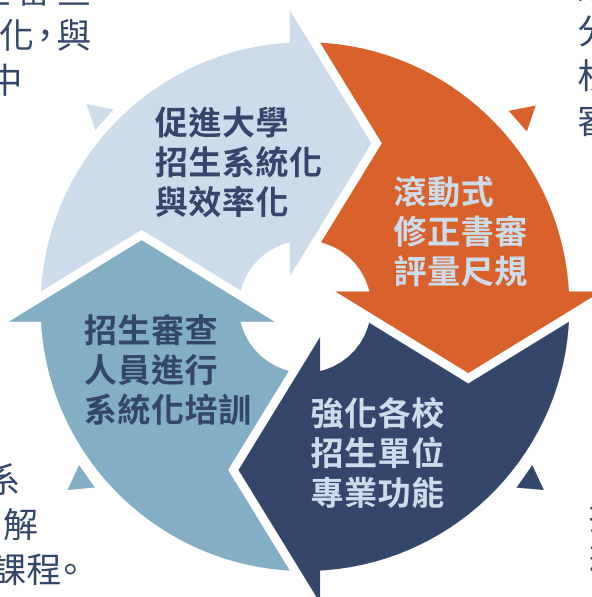 化，與
中
促進大學
招生系統化
與效率化
滾動式
修正書審
評量尺規
強化各校
招生單位
專業功能
招生審查
人員進行
系統化培訓
系
解
課程。